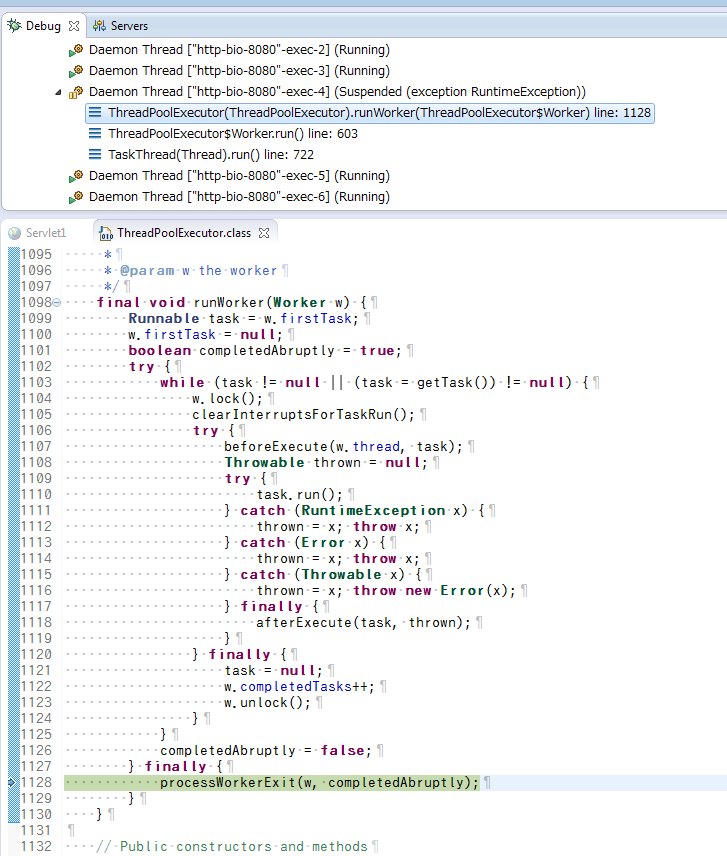 Debug
Servers
Daemon Thread ["http-bio-8080"-exec-2] (Running)
Daemon Thread ["http-bio-8080"-exec-3] (Running)
Daemon Thread ["http-bio-8080"-exec-4] (Suspended (exception RuntimeException))
ThreadPoolExecutor(ThreadPoolExecutor).runWorker(ThreadPoolExecutor$Worker) line: 1128
ThreadPoolExecutor$Worker.run() line: 603
TaskThread(Thread).run() line: 722
Daemon Thread ["http-bio-8080"-exec-5] (Running)
Daemon Thread ["http-bio-8080"-exec-6] (Running)
Servlet1
ThreadPoolExecutor.class
1095 *
1096 * @param w the worker
1097 */
1098 final void runWorker(Worker w) {
1099 Runnable task = w.firstTask;
1100 w.firstTask = null;
1101 boolean completedAbruptly = true;
1102 try {
1103 while (task != null || (task = getTask()) != null) {
1104 w.lock();
1105 clearInterruptsForTaskRun();
1106 try {
1107 beforeExecute(w.thread, task);
1108 Throwable thrown = null;
1109 try {
1110 task.run();
1111 } catch (RuntimeException x) {
1112 thrown = x; throw x;
1113 } catch (Error x) {
1114 thrown = x; throw x;
1115 } catch (Throwable x) {
1116 thrown = x; throw new Error(x);
1117 } finally {
1118 afterExecute(task, thrown);
1119 }
1120 } finally {
1121 task = null;
1122 w.completedTasks++;
1123 w.unlock();
1124 }
1125 }
1126 completedAbruptly = false;
1127 } finally {
1128 processWorkerExit(w, completedAbruptly);
1129 }
1130 }
1131
1132 // Public constructors and methods